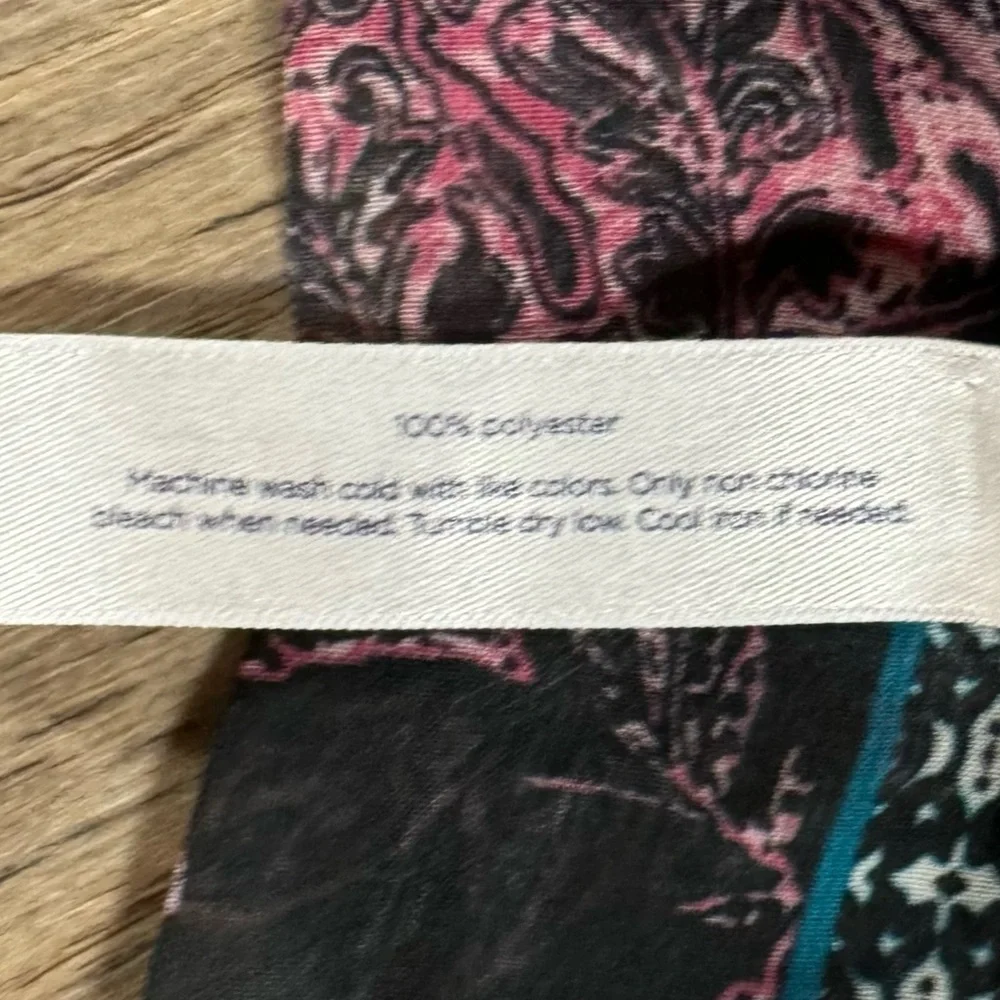 100% polyester
Machine wash cold with like colors. Only non-chlorine
bleach when needed. Tumble dry low. Cool iron if needed.